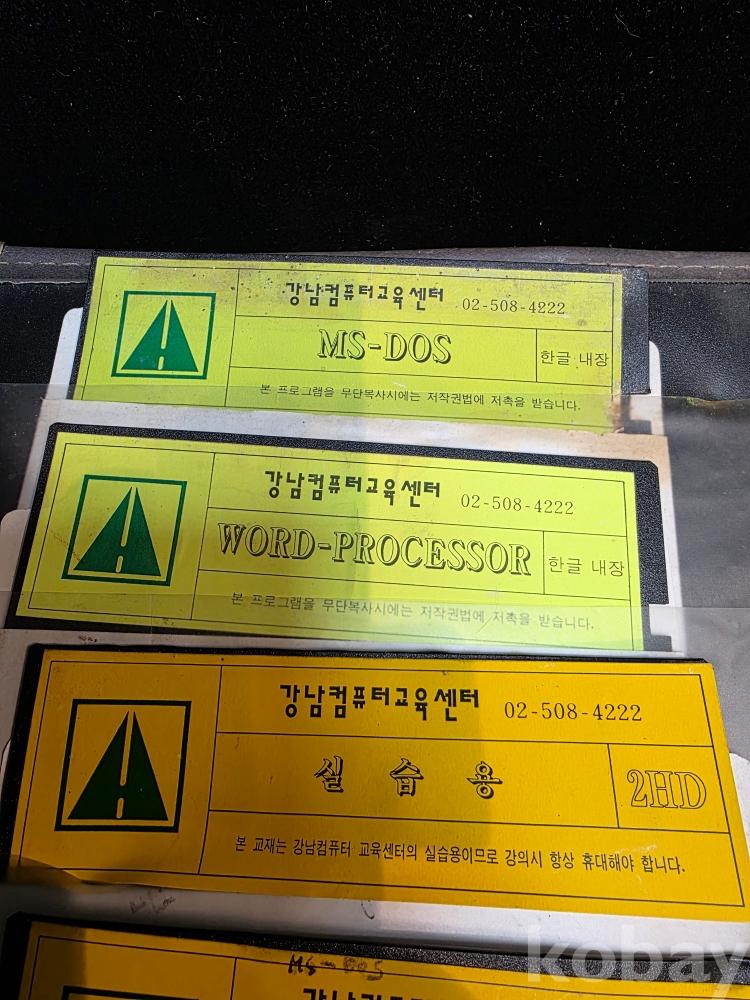 강남컴퓨터교육센터 02-508-4222
MS-DOS 한글 내장
본 프로그램을 무단복사시에는 저작권법에 저촉을 받습니다.
강남컴퓨터교육센터 02-508-4222
WORD-PROCESSOR 한글 내장
본 프로그램을 무단복사시에는 저작권법에 저촉을 받습니다.
강남컴퓨터교육센터 02-508-4222
실습용 2HD
본 교재는 강남컴퓨터 교육센터의 실습용이므로 강의시 항상 휴대해야 합니다.
MS-DOS
강남컴퓨터
kobay